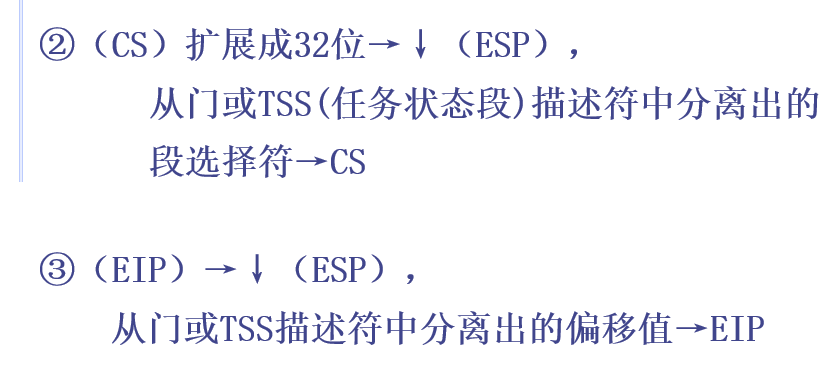 ②（CS）扩展成32位→↓（ESP），
从门或TSS(任务状态段)描述符中分离出的
段选择符→CS
③（EIP）→↓（ESP），
从门或TSS描述符中分离出的偏移值→EIP